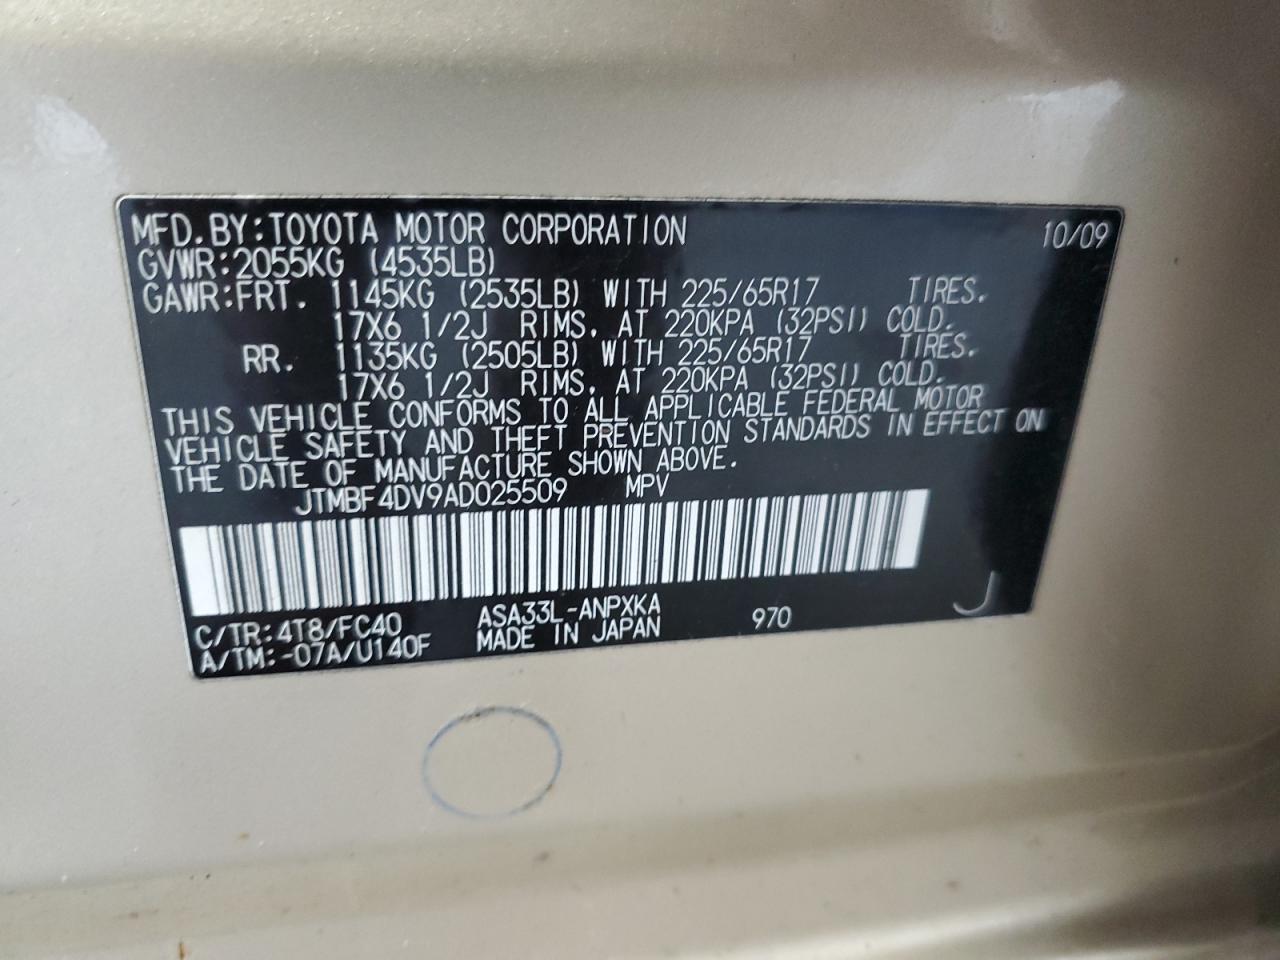 MFD. BY: TOYOTA MOTOR CORPORATION 10/09
GVWR: 2055KG (4535LB)
GAWR: FRT. 1145KG (2535LB) WITH 225/65R17 TIRES.
17X6 1/2J RIMS, AT 220KPA (32PSI) COLD.
RR. 1135KG (2505LB) WITH 225/65R17 TIRES.
17X6 1/2J RIMS, AT 220KPA (32PSI) COLD.
THIS VEHICLE CONFORMS TO ALL APPLICABLE FEDERAL MOTOR
VEHICLE SAFETY AND THEFT PREVENTION STANDARDS IN EFFECT ON
THE DATE OF MANUFACTURE SHOWN ABOVE.
JTMBF4DV9AD025509 MPV
J
C/TR: 4T8/FC40 ASA33L-ANPXKA 970
A/TM: -07A/U140F MADE IN JAPAN